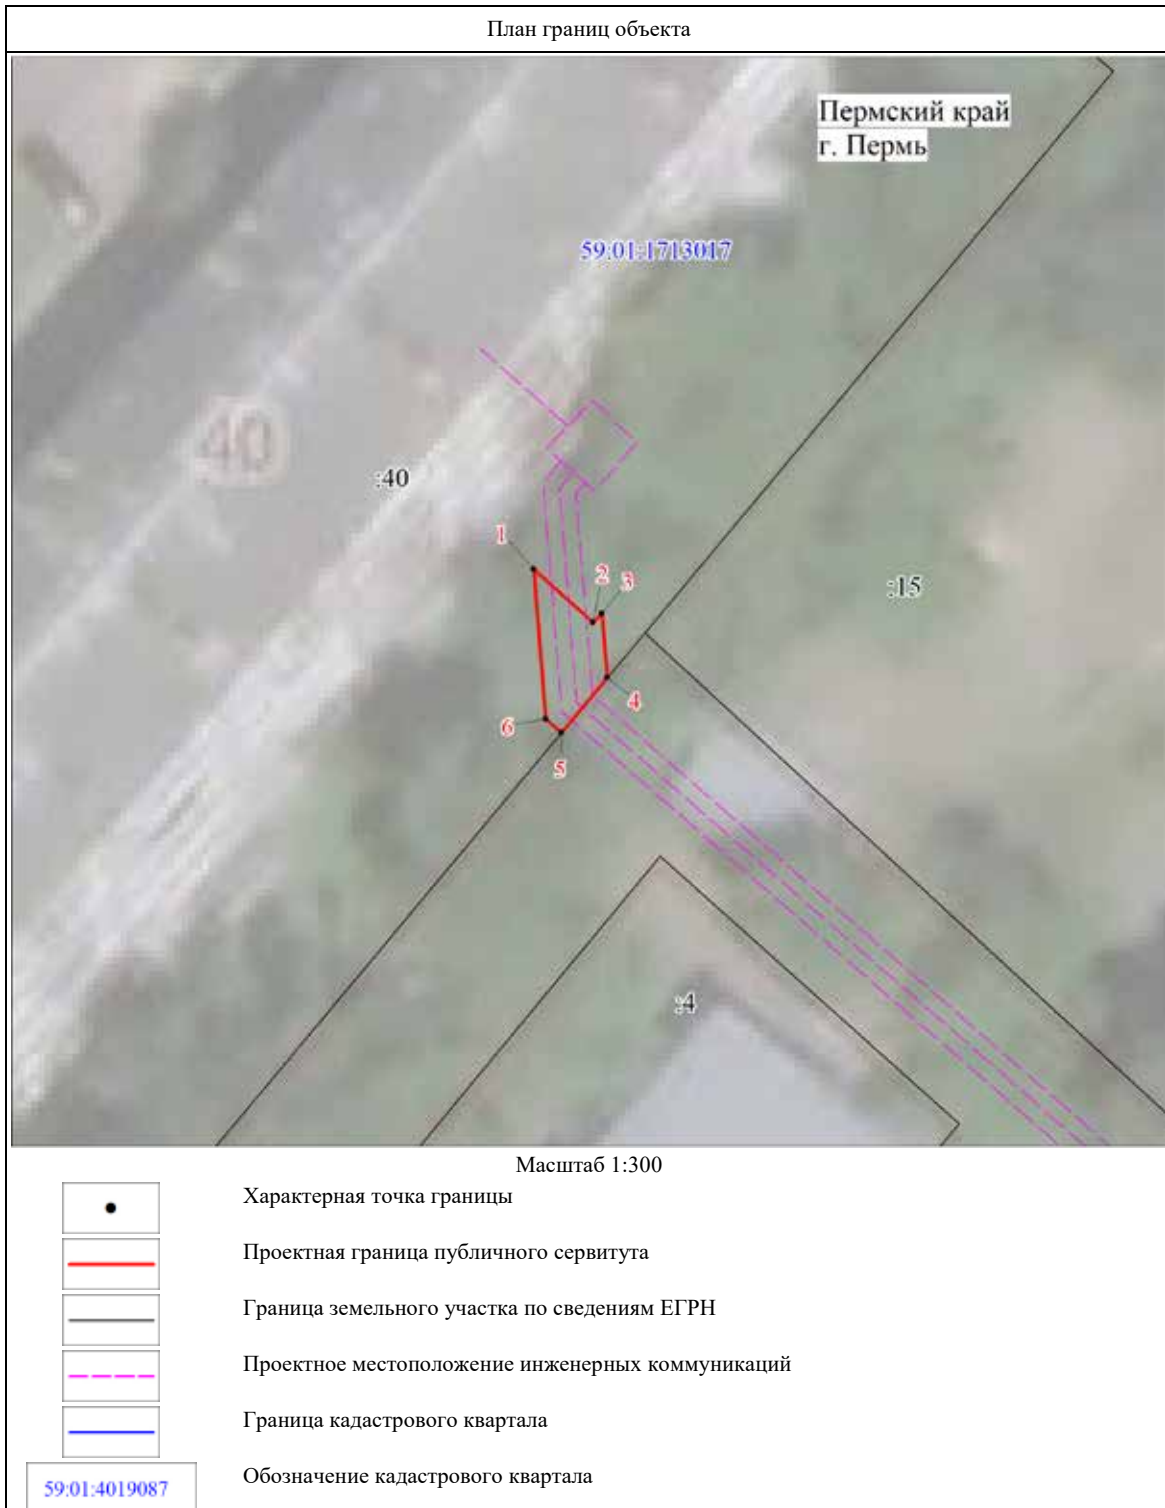 План границ объекта
Пермский край
г. Пермь
59:01:1713017
40
:40
1
2
3
:15
4
6
5
:4
Масштаб 1:300
Характерная точка границы
Проектная граница публичного сервитута
Граница земельного участка по сведениям ЕГРН
Проектное местоположение инженерных коммуникаций
Граница кадастрового квартала
59:01:4019087
Обозначение кадастрового квартала